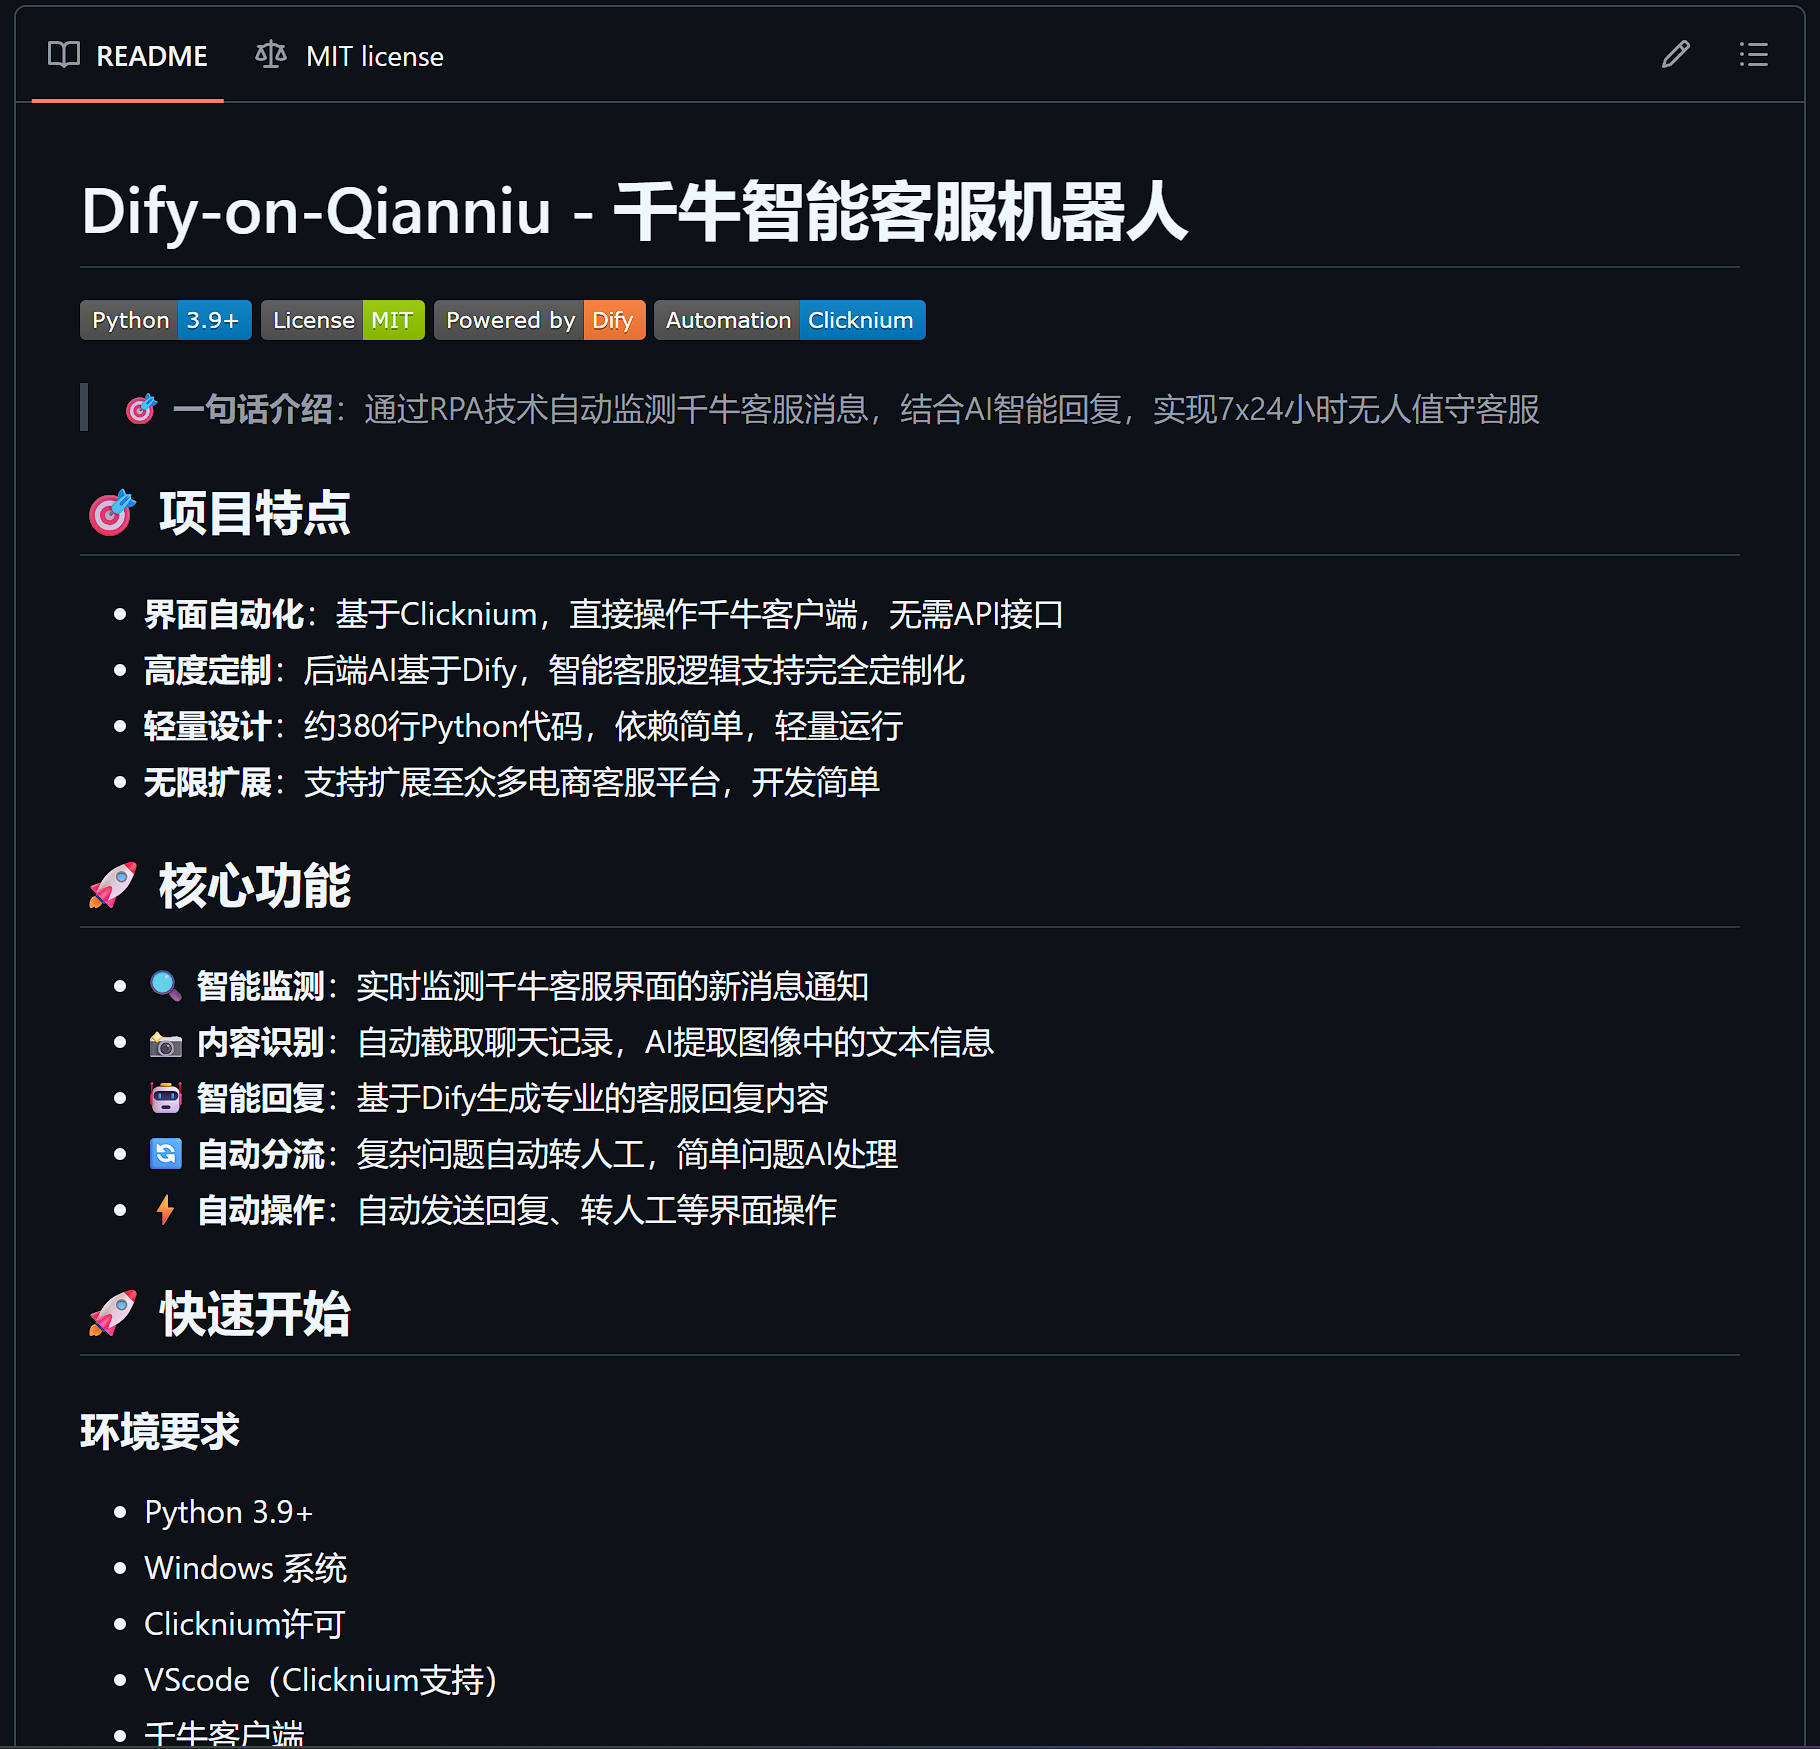 README MIT license
Dify-on-Qianniu - 千牛智能客服机器人
Python 3.9+ License MIT Powered by Dify Automation Clicknium
🎯 一句话介绍：通过RPA技术自动监测千牛客服消息，结合AI智能回复，实现7x24小时无人值守客服
🎯 项目特点
• 界面自动化：基于Clicknium，直接操作千牛客户端，无需API接口
• 高度定制：后端AI基于Dify，智能客服逻辑支持完全定制化
• 轻量设计：约380行Python代码，依赖简单，轻量运行
• 无限扩展：支持扩展至众多电商客服平台，开发简单
🚀 核心功能
• 🔍 智能监测：实时监测千牛客服界面的新消息通知
• 📸 内容识别：自动截取聊天记录，AI提取图像中的文本信息
• 🤖 智能回复：基于Dify生成专业的客服回复内容
• 🔄 自动分流：复杂问题自动转人工，简单问题AI处理
• ⚡ 自动操作：自动发送回复、转人工等界面操作
🚀 快速开始
环境要求
• Python 3.9+
• Windows 系统
• Clicknium许可
• VScode（Clicknium支持）
• 千牛客户端